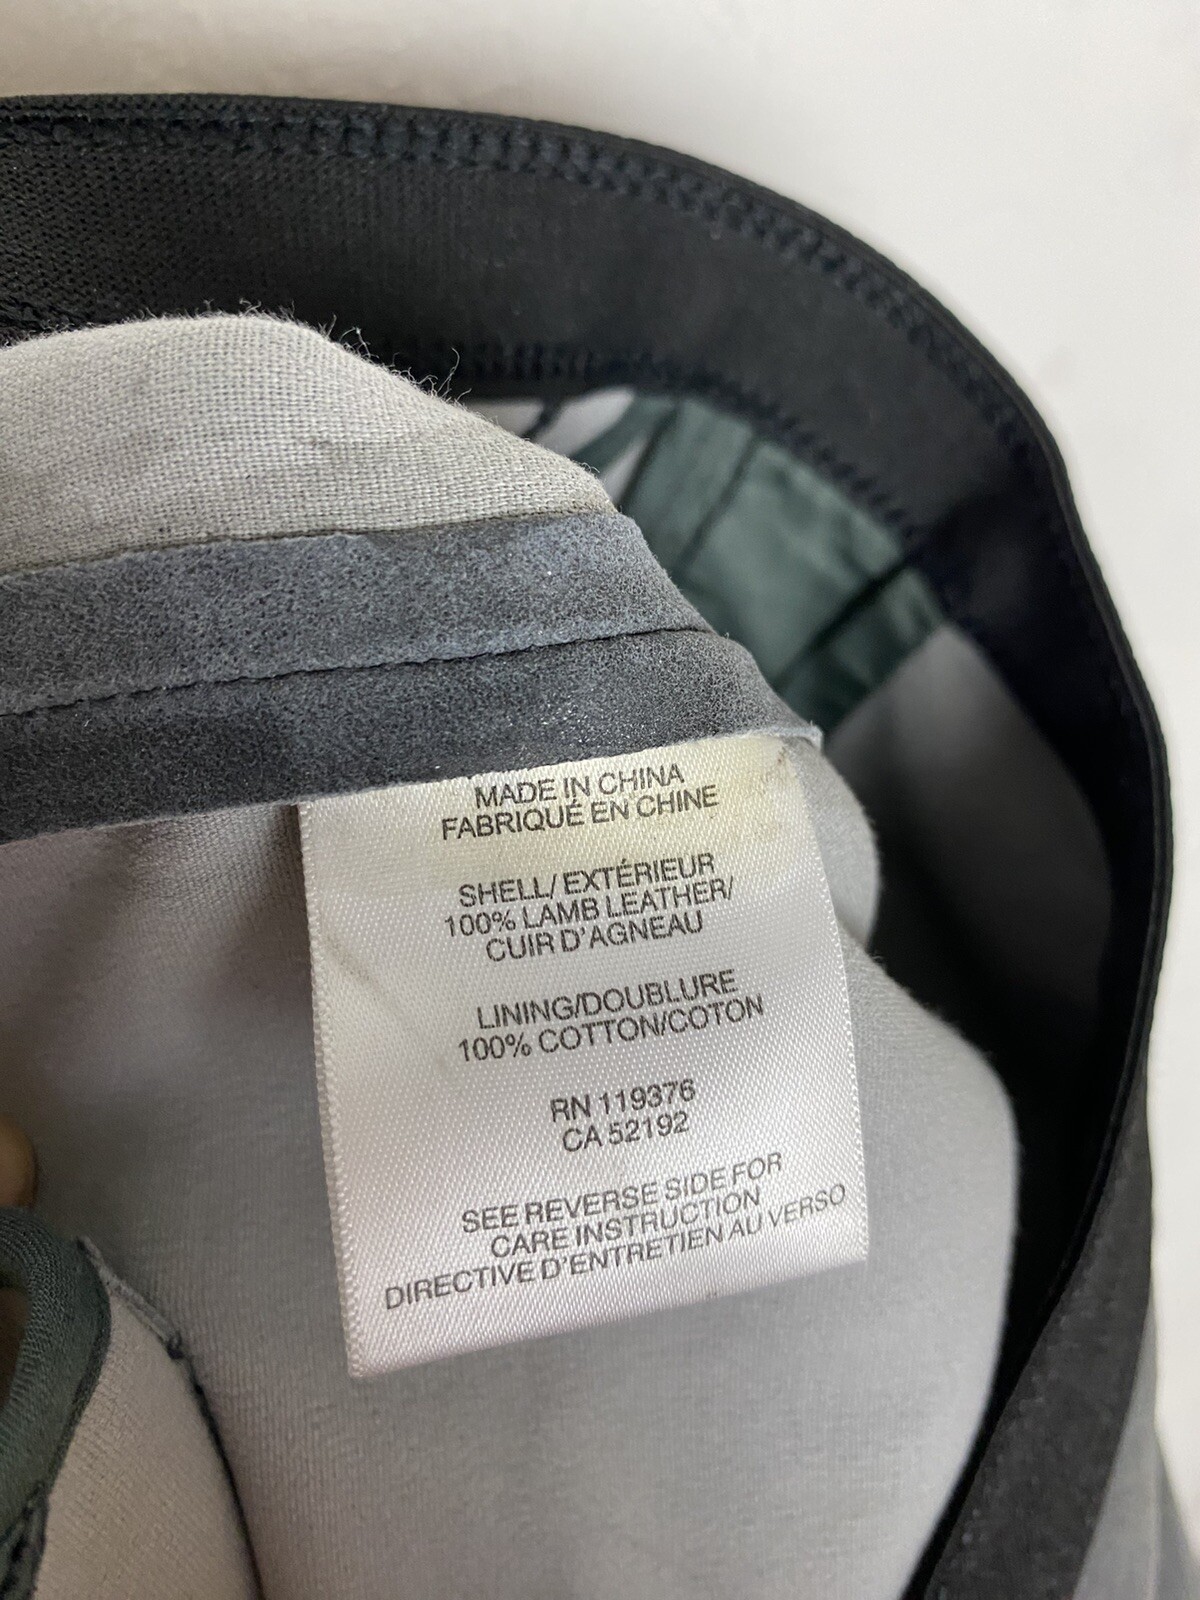 MADE IN CHINA
FABRIQUÉ EN CHINE
SHELL/EXTÉRIEUR
100% LAMB LEATHER/
CUIR D'AGNEAU
LINING/DOUBLURE
100% COTTON/COTON
RN 119376
CA 52192
SEE REVERSE SIDE FOR
CARE INSTRUCTION
DIRECTIVE D'ENTRETIEN AU VERSO